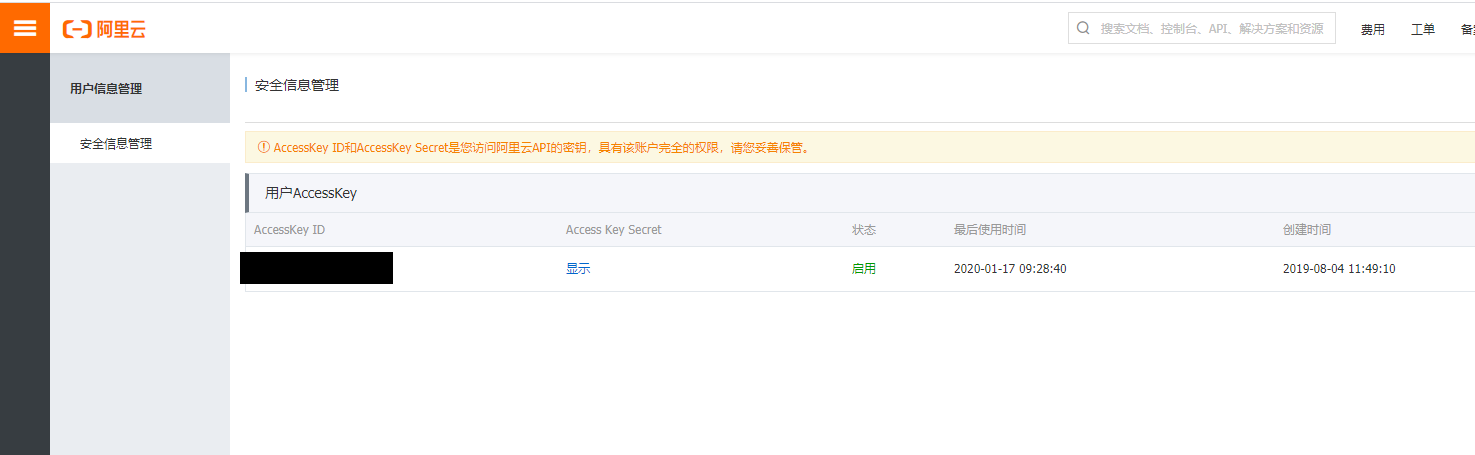 阿里云
搜索文档、控制台、API、解决方案和资源
费用 工单 备案
用户信息管理
安全信息管理
安全信息管理
AccessKey ID和AccessKey Secret是您访问阿里云API的密钥，具有该账户完全的权限，请您妥善保管。
用户AccessKey
AccessKey ID Access Key Secret 状态 最后使用时间 创建时间
显示 启用 2020-01-17 09:28:40 2019-08-04 11:49:10